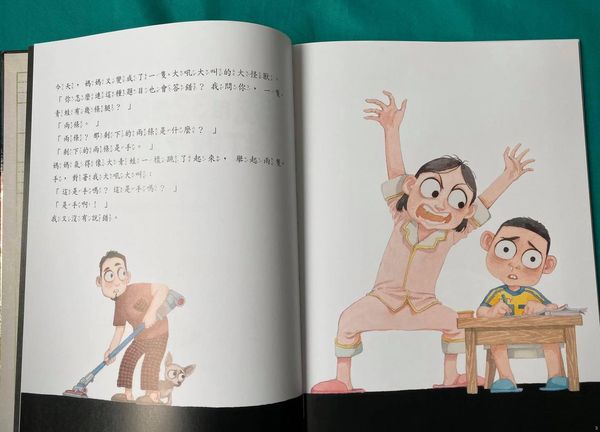 今天，媽媽又變成了一隻大吼大叫的大怪獸。
「你怎麼連這種題目也會答錯？我問你，一隻
青蛙有幾條腿？」
「兩條。」
「兩條？那剩下的兩條是什麼？」
「剩下的兩條是手。」
媽媽氣得像大青蛙一樣跳了起來，舉起兩隻
手，對著我大吼大叫：
「這是手嗎？這是手嗎？」
「是手啊！」
我又沒有說錯。
3